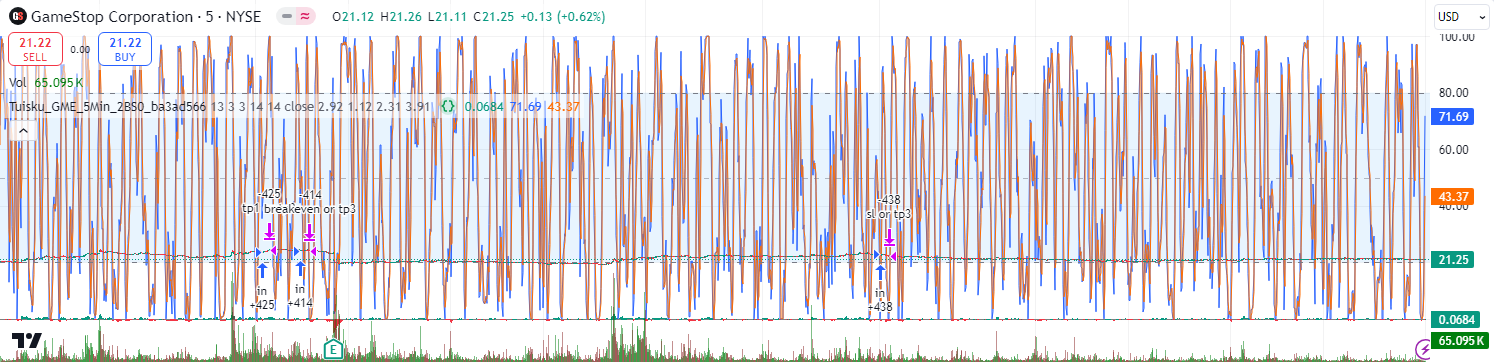 GameStop Corporation · 5 · NYSE O21.12 H21.26 L21.11 C21.25 +0.13 (+0.62%)
USD
21.22 SELL 0.00 21.22 BUY
Vol 65.095K
Tuisku_GME_5Min_2BS0_ba3ad566 13 3 3 14 14 close 2.92 1.12 2.31 3.91 {} 0.0684 71.69 43.37
100.00
80.00
71.69
60.00
43.37
40.00
21.25
0.0684
65.095K
-425
-414
tp1 breakeven or tp3
in
+425
in
+414
-438
sl or tp3
in
+438
E